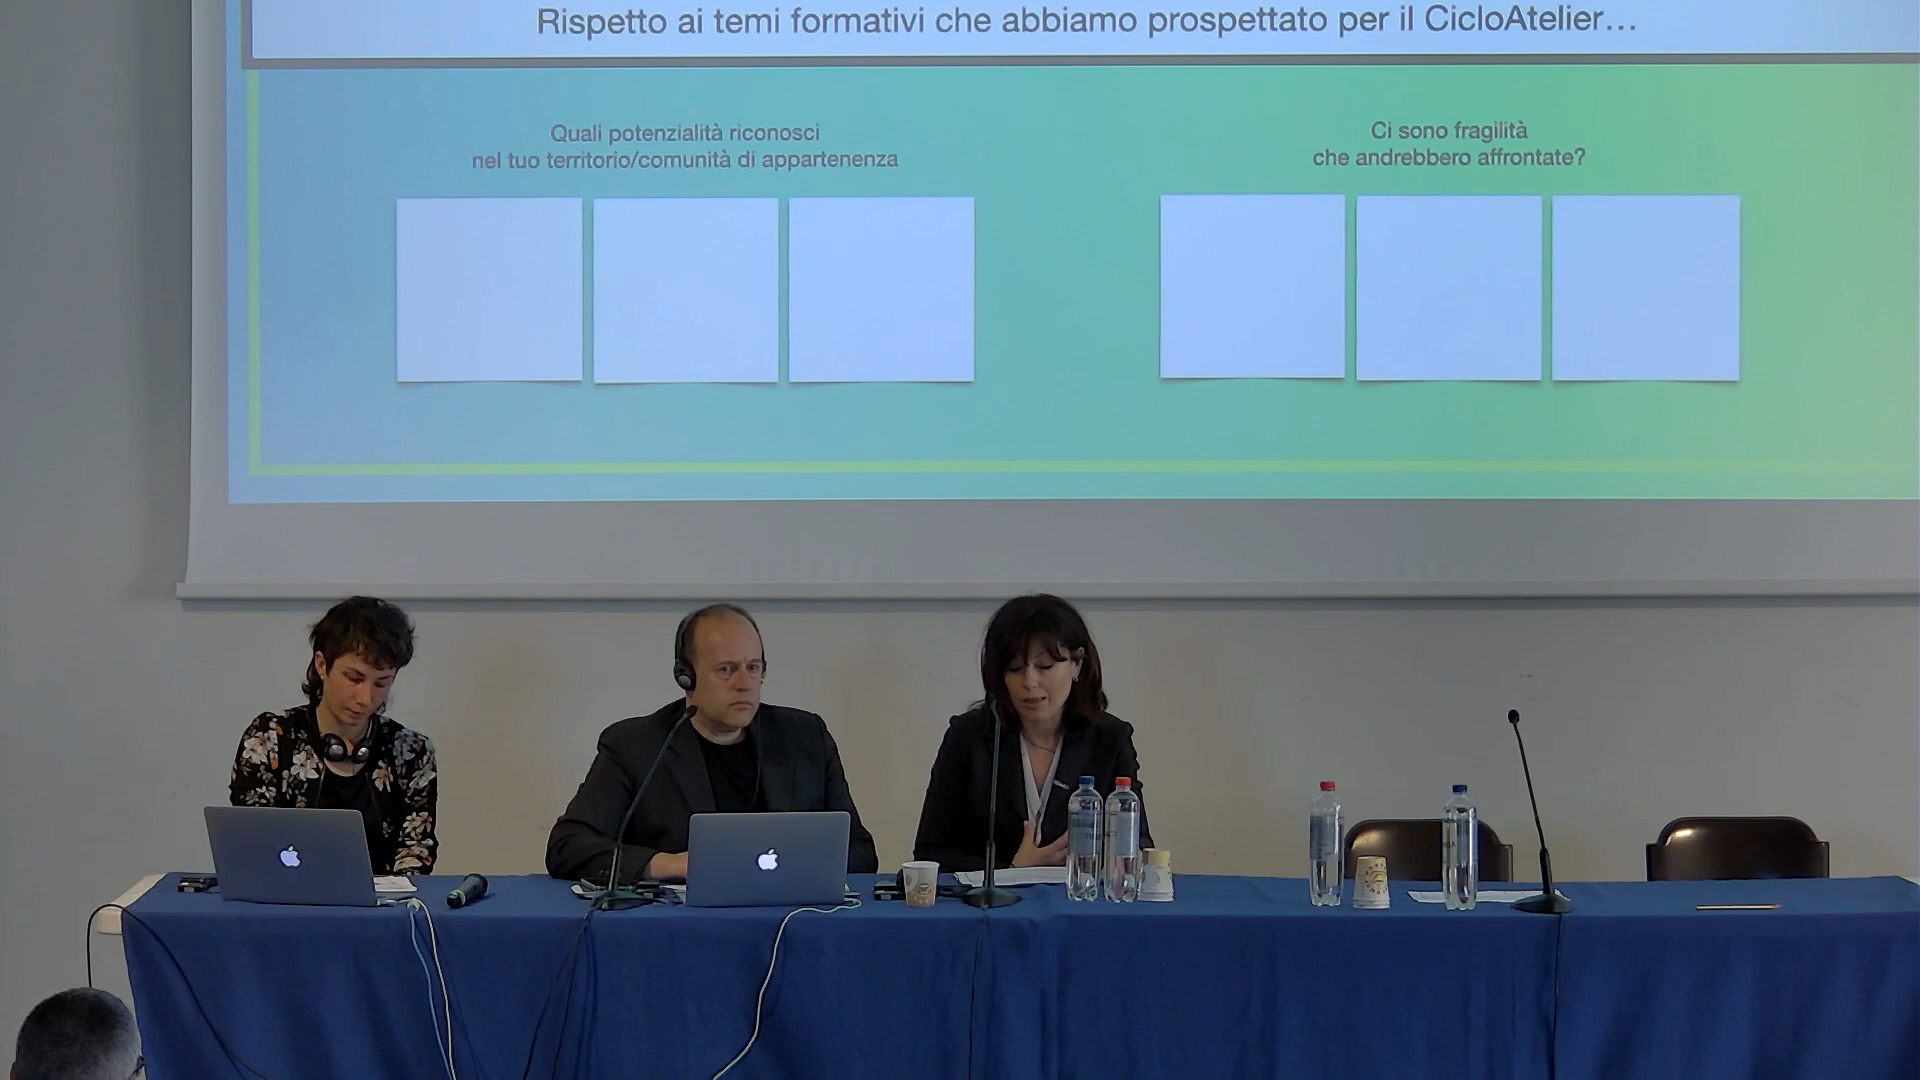 Rispetto ai temi formativi che abbiamo prospettato per il CicloAtelier...
Quali potenzialità riconosci
nel tuo territorio/comunità di appartenenza
Ci sono fragilità
che andrebbero affrontate?